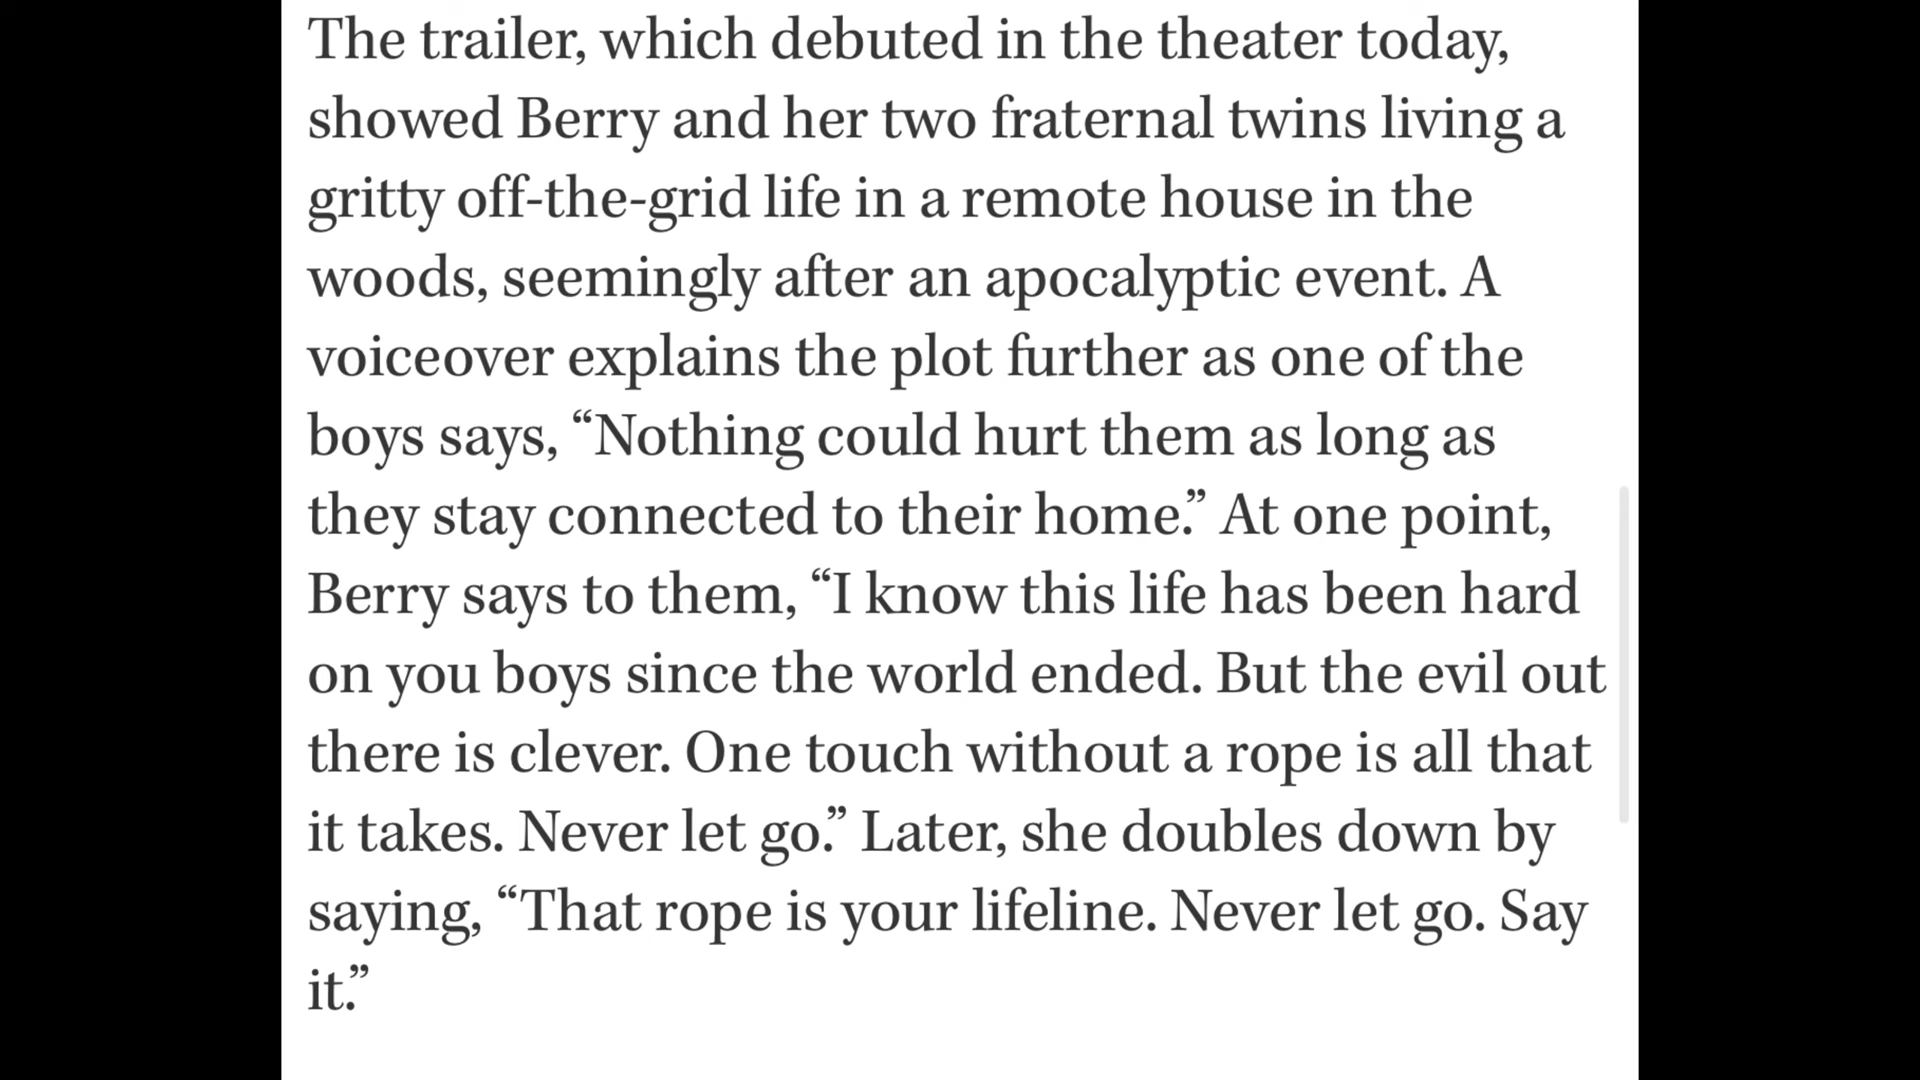 The trailer, which debuted in the theater today,
showed Berry and her two fraternal twins living a
gritty off-the-grid life in a remote house in the
woods, seemingly after an apocalyptic event. A
voiceover explains the plot further as one of the
boys says, “Nothing could hurt them as long as
they stay connected to their home.” At one point,
Berry says to them, “I know this life has been hard
on you boys since the world ended. But the evil out
there is clever. One touch without a rope is all that
it takes. Never let go.” Later, she doubles down by
saying, “That rope is your lifeline. Never let go. Say
it.”